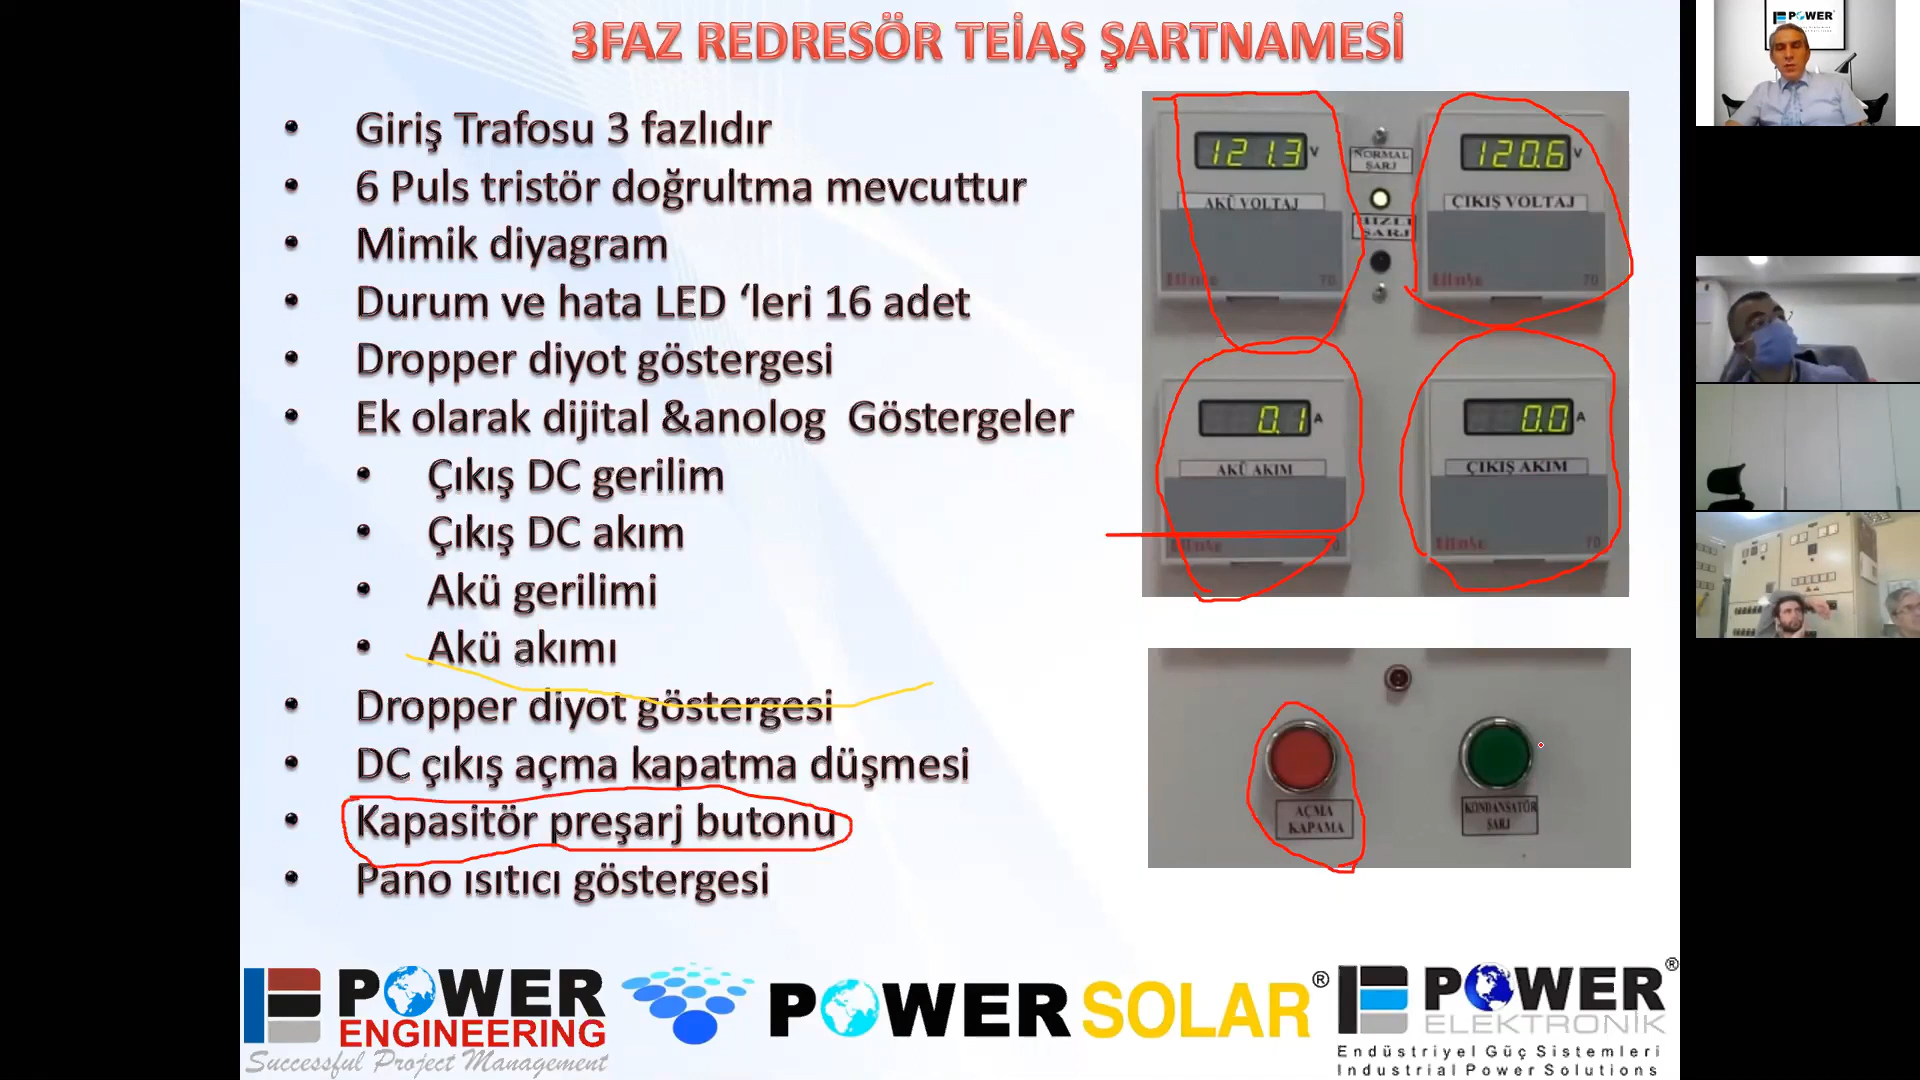 3FAZ REDRESÖR TEİAŞ ŞARTNAMESİ
• Giriş Trafosu 3 fazlıdır
• 6 Puls tristör doğrultma mevcuttur
• Mimik diyagram
• Durum ve hata LED ‘leri 16 adet
• Dropper diyot göstergesi
• Ek olarak dijital &anolog Göstergeler
• Çıkış DC gerilim
• Çıkış DC akım
• Akü gerilimi
• Akü akımı
• Dropper diyot göstergesi
• DC çıkış açma kapatma düşmesi
• Kapasitör preşarj butonu
• Pano ısıtıcı göstergesi
121.3 V
AKÜ VOLTAJ
70
NORMAL
ŞARJ
HIZLI
ŞARJ
120.6 V
ÇIKIŞ VOLTAJ
70
0.1 A
AKÜ AKIM
0.0 A
ÇIKIŞ AKIM
70
AÇMA
KAPAMA
KONDANSATÖR
ŞARJ
POWER
ENGINEERING
Successful Project Management
POWER SOLAR®
POWER®
ELEKTRONİK
Endüstriyel Güç Sistemleri
Industrial Power Solutions
POWER